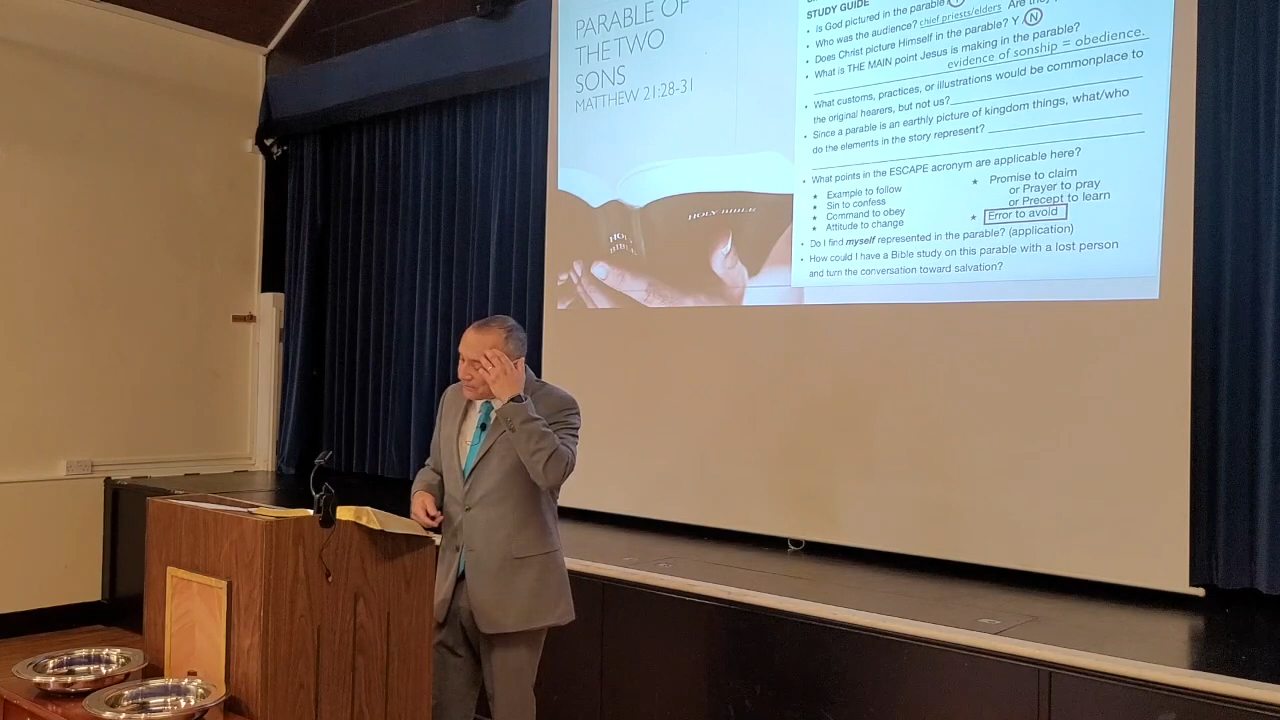 PARABLE OF
THE TWO
SONS
MATTHEW 21:28-31
STUDY GUIDE
• Is God pictured in the parable
• Who was the audience? chief priests/elders Are they
• Does Christ picture Himself in the parable? Y N
• What is THE MAIN point Jesus is making in the parable?
evidence of sonship = obedience.
• What customs, practices, or illustrations would be commonplace to
the original hearers, but not us?
• Since a parable is an earthly picture of kingdom things, what/who
do the elements in the story represent?
• What points in the ESCAPE acronym are applicable here?
★ Example to follow
★ Sin to confess
★ Command to obey
★ Attitude to change
★ Promise to claim
or Prayer to pray
or Precept to learn
★ Error to avoid
• Do I find myself represented in the parable? (application)
• How could I have a Bible study on this parable with a lost person
and turn the conversation toward salvation?
HOLY BIBLE
HOLY
BIBLE